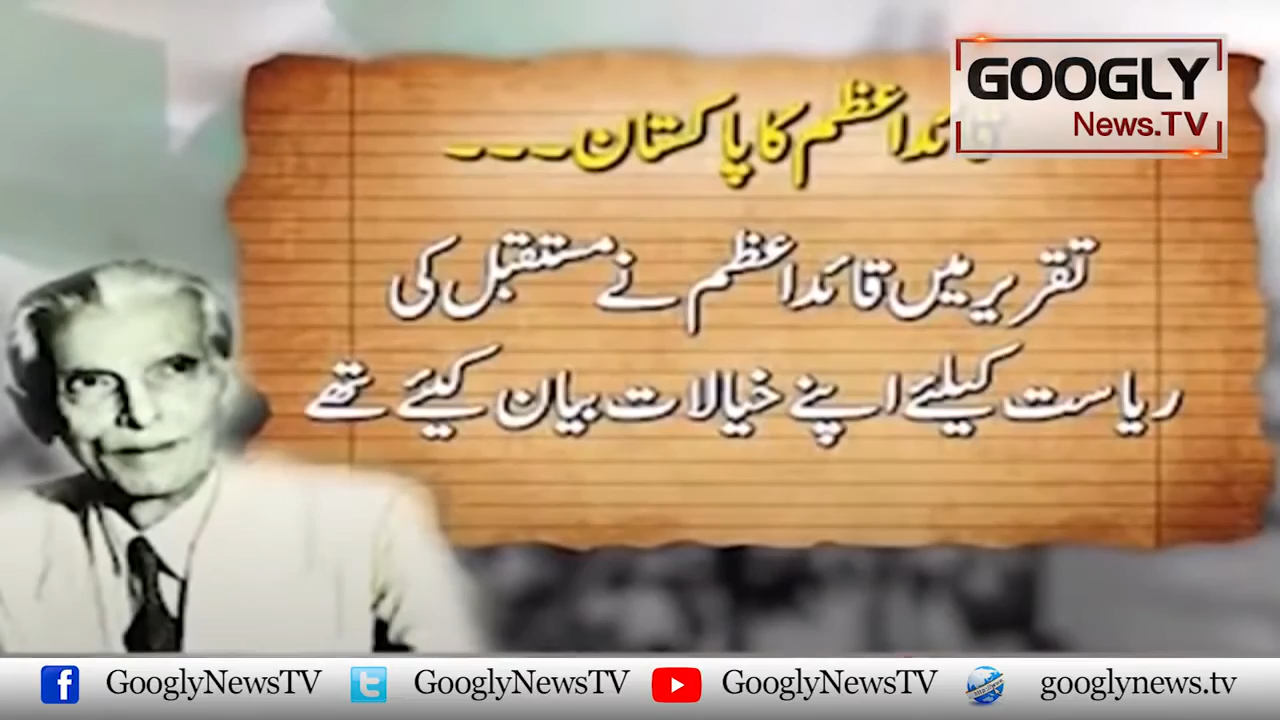 GOOGLY
News.TV
قائداعظم کا پاکستان۔۔۔
تقریر میں قائداعظم نے مستقبل کی
ریاست کیلئے اپنے خیالات بیان کیئے تھے
GooglyNewsTV GooglyNewsTV GooglyNewsTV googlynews.tv